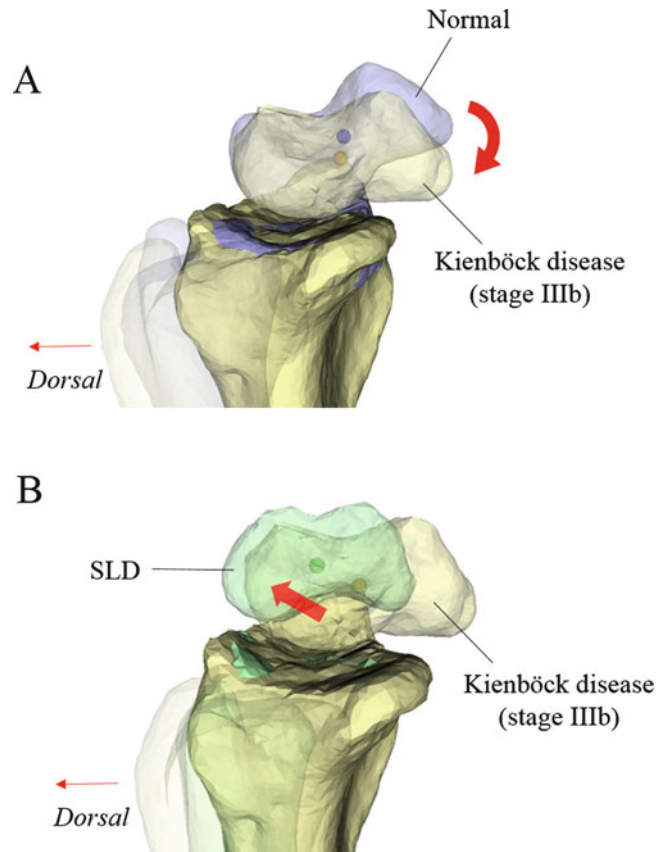 A
Normal
Kienböck disease
(stage IIIb)
Dorsal
B
SLD
Kienböck disease
(stage IIIb)
Dorsal